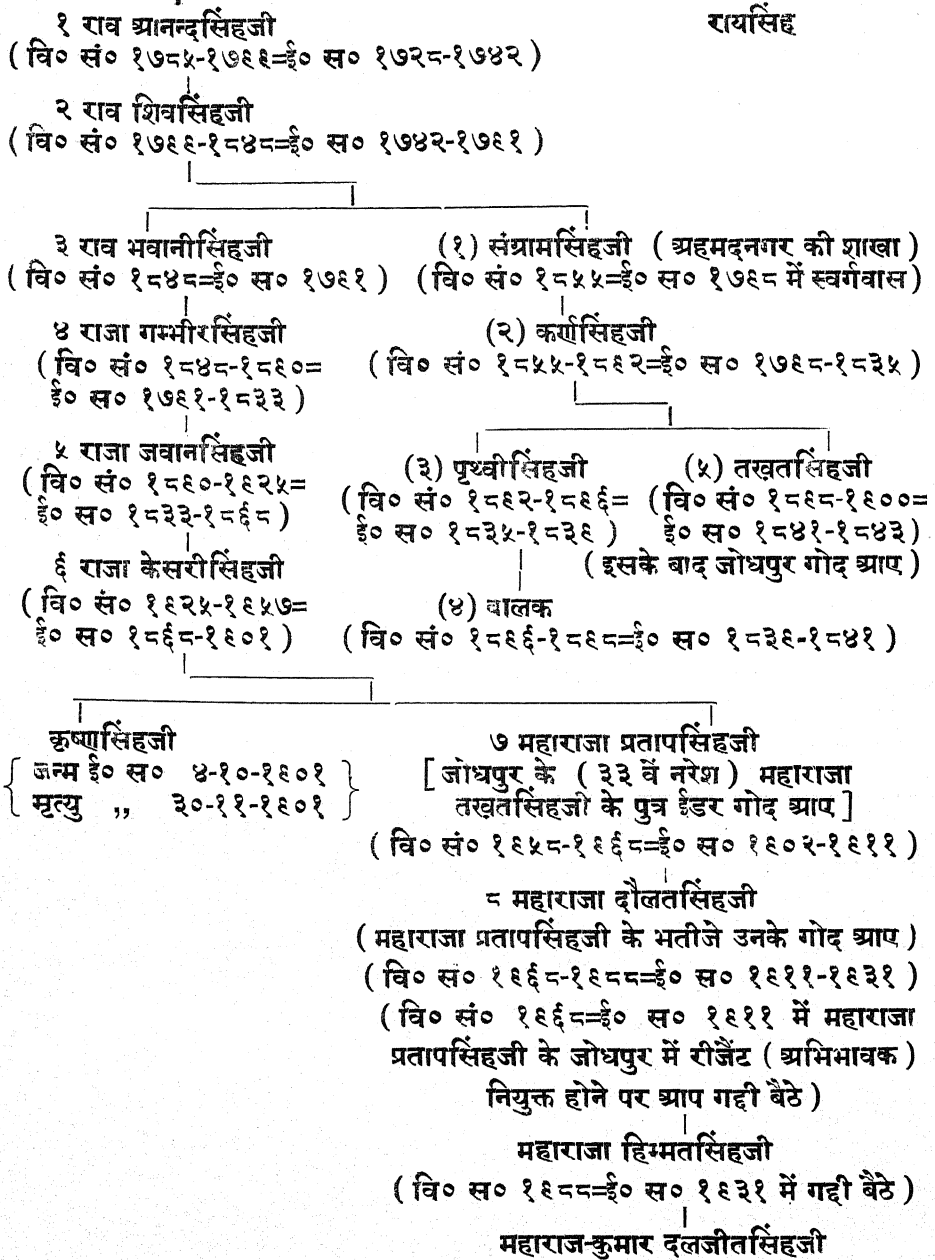 १ राव आनन्दसिंहजी रायसिंह
( वि० सं० १७८५-१७९९=ई० स० १७२८-१७४२ )
२ राव शिवसिंहजी
( वि० सं० १७९९-१८४८=ई० स० १७४२-१७९१ )
३ राव भवानीसिंहजी (१) संग्रामसिंहजी ( अहमदनगर की शाखा )
( वि० सं० १८४८=ई० स० १७९१ ) (वि० सं० १८५५=ई० स० १७९८ में स्वर्गवास)
४ राजा गम्भीरसिंहजी (२) कर्णसिंहजी
( वि० सं० १८४८-१८९०= ( वि० सं० १८५५-१८९२=ई० स० १७९८-१८३५ )
ई० स० १७९१-१८३३ )
५ राजा जवानसिंहजी (३) पृथ्वीसिंहजी (५) तखतसिंहजी
( वि० सं० १८९०-१९२५= ( वि० सं० १८९२-१८९६= (वि० सं० १८९८-१९००=
ई० स० १८३३-१८६८ ) ई० स० १८३५-१८३९ ) ई० स० १८४१-१८४३)
६ राजा केसरीसिंहजी ( इसके बाद जोधपुर गोद आए )
( वि० सं० १९२५-१९५७= (४) बालक
ई० स० १८६८-१९०१ ) ( वि० सं० १८९६-१८९८=ई० स० १८३९-१८४१ )
कृष्णसिंहजी ७ महाराजा प्रतापसिंहजी
{ जन्म ई० स० ४-१०-१९०१ } [ जोधपुर के ( ३३ वें नरेश ) महाराजा
{ मृत्यु ,, ३०-११-१९०१ } तखतसिंहजी के पुत्र ईडर गोद आए ]
( वि० सं० १९५८-१९६८=ई० स० १९०२-१९११ )
८ महाराजा दौलतसिंहजी
( महाराजा प्रतापसिंहजी के भतीजे उनके गोद आए )
( वि० सं० १९६८-१९८८=ई० स० १९११-१९३१ )
( वि० सं० १९६८=ई० स० १९११ में महाराजा
प्रतापसिंहजी के जोधपुर में रीजैंट ( अभिभावक )
नियुक्त होने पर आप गद्दी बैठे )
महाराजा हिम्मतसिंहजी
( वि० स० १९८८=ई० स० १९३१ में गद्दी बैठे )
महाराज-कुमार दलजीतसिंहजी